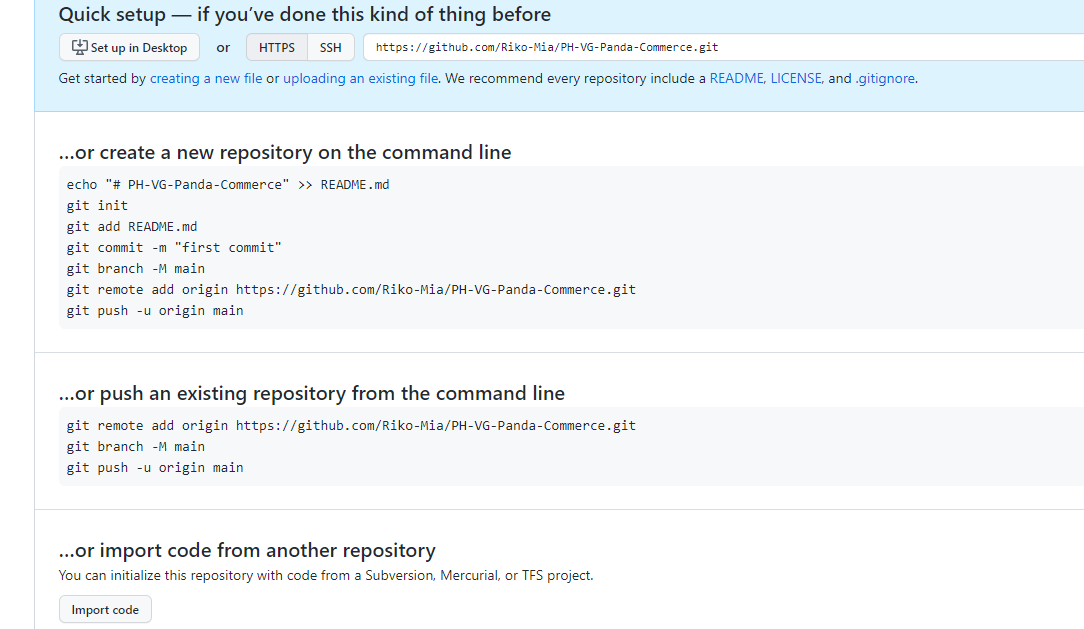 Quick setup — if you’ve done this kind of thing before
Set up in Desktop or HTTPS SSH https://github.com/Riko-Mia/PH-VG-Panda-Commerce.git
Get started by creating a new file or uploading an existing file. We recommend every repository include a README, LICENSE, and .gitignore.
…or create a new repository on the command line
echo "# PH-VG-Panda-Commerce" >> README.md
git init
git add README.md
git commit -m "first commit"
git branch -M main
git remote add origin https://github.com/Riko-Mia/PH-VG-Panda-Commerce.git
git push -u origin main
…or push an existing repository from the command line
git remote add origin https://github.com/Riko-Mia/PH-VG-Panda-Commerce.git
git branch -M main
git push -u origin main
…or import code from another repository
You can initialize this repository with code from a Subversion, Mercurial, or TFS project.
Import code